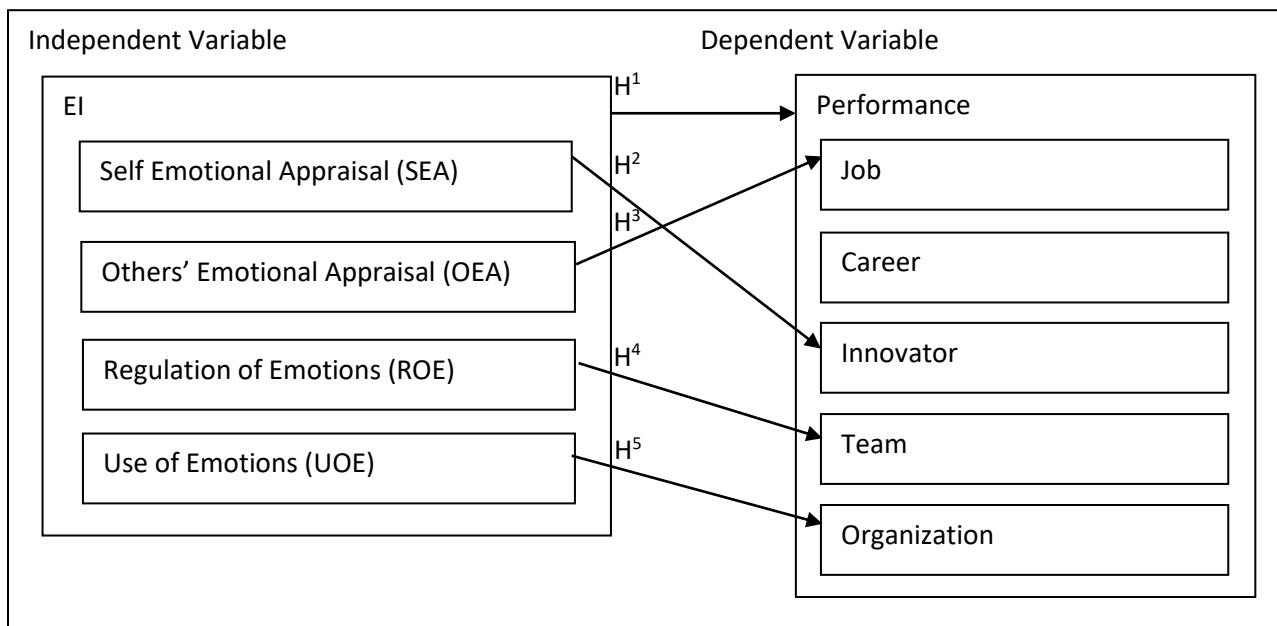 Independent Variable
Dependent Variable
EI
H¹
Performance
Self Emotional Appraisal (SEA)
H²
Job
H³
Others’ Emotional Appraisal (OEA)
Career
Regulation of Emotions (ROE)
H⁴
Innovator
Use of Emotions (UOE)
H⁵
Team
Organization